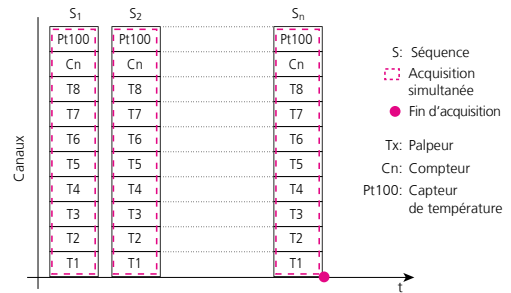 S1 S2 Sn
Pt100 Pt100 Pt100
Cn Cn Cn
T8 T8 T8
T7 T7 T7
T6 T6 T6
T5 T5 T5
T4 T4 T4
T3 T3 T3
T2 T2 T2
T1 T1 T1
Canaux
t
S: Séquence
Acquisition
simultanée
Fin d'acquisition
Tx: Palpeur
Cn: Compteur
Pt100: Capteur
de température